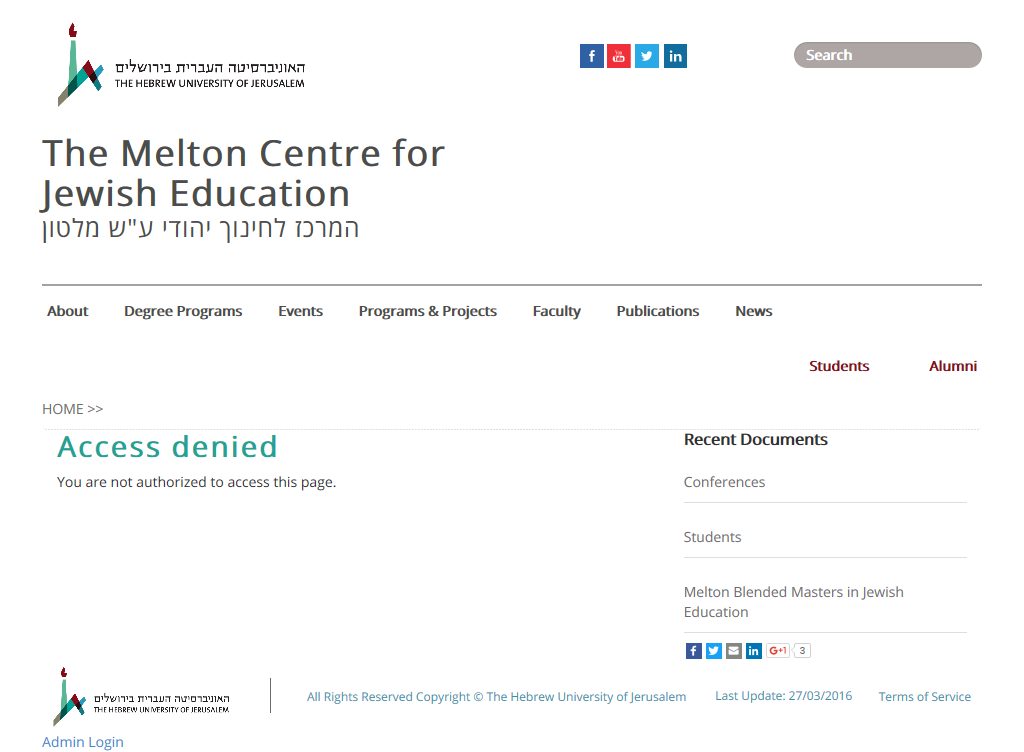 האוניברסיטה העברית בירושלים
THE HEBREW UNIVERSITY OF JERUSALEM
f You Tube in
Search
The Melton Centre for
Jewish Education
המרכז לחינוך יהודי ע"ש מלטון
About Degree Programs Events Programs & Projects Faculty Publications News
Students Alumni
HOME >>
Access denied
You are not authorized to access this page.
Recent Documents
Conferences
Students
Melton Blended Masters in Jewish
Education
f in G+1 3
האוניברסיטה העברית בירושלים
THE HEBREW UNIVERSITY OF JERUSALEM
All Rights Reserved Copyright © The Hebrew University of Jerusalem Last Update: 27/03/2016 Terms of Service
Admin Login